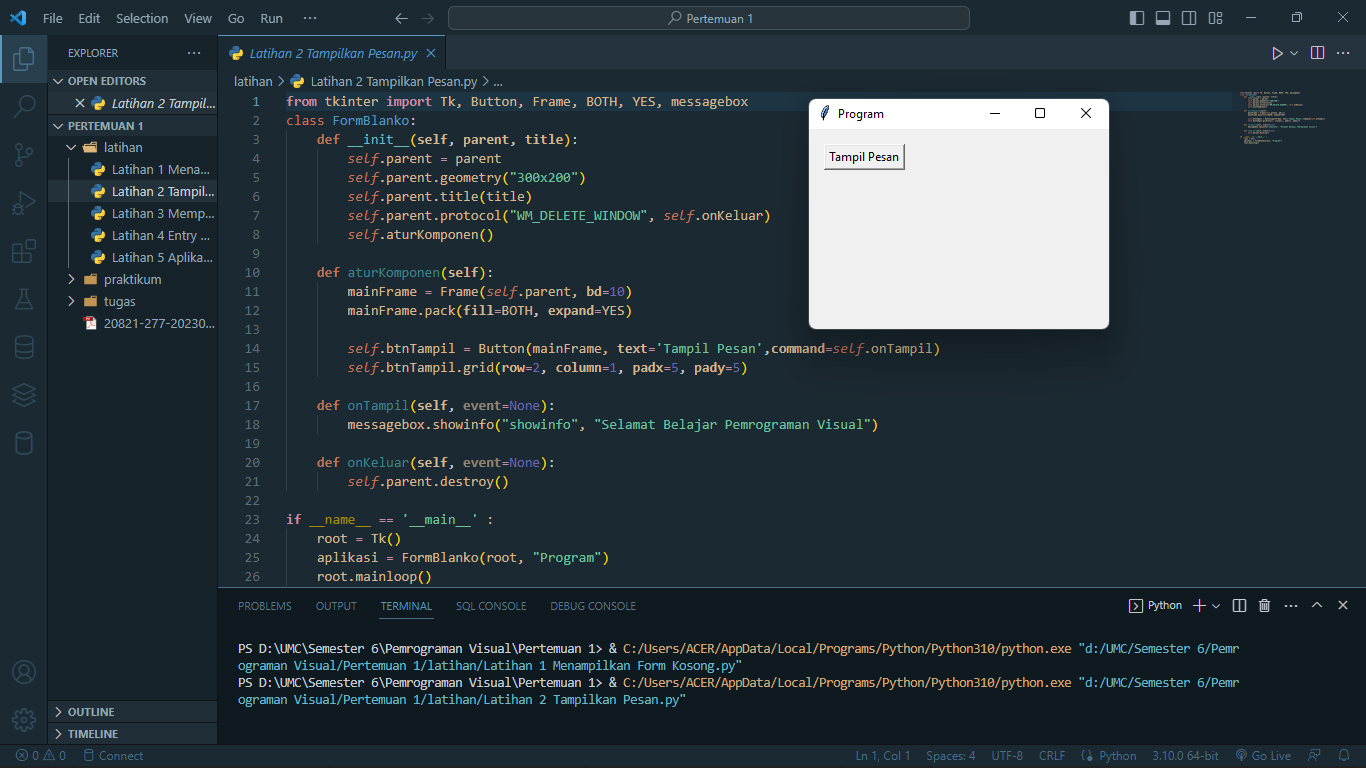 File Edit Selection View Go Run ··· Pertemuan 1
EXPLORER ···
OPEN EDITORS
Latihan 2 Tampil...
PERTEMUAN 1
latihan
Latihan 1 Mena...
Latihan 2 Tampil...
Latihan 3 Memp...
Latihan 4 Entry ...
Latihan 5 Aplika...
praktikum
tugas
20821-277-20230...
OUTLINE
TIMELINE
Latihan 2 Tampilkan Pesan.py
latihan > Latihan 2 Tampilkan Pesan.py > ...
1 from tkinter import Tk, Button, Frame, BOTH, YES, messagebox
2 class FormBlanko:
3 def __init__(self, parent, title):
4 self.parent = parent
5 self.parent.geometry("300x200")
6 self.parent.title(title)
7 self.parent.protocol("WM_DELETE_WINDOW", self.onKeluar)
8 self.aturKomponen()
9
10 def aturKomponen(self):
11 mainFrame = Frame(self.parent, bd=10)
12 mainFrame.pack(fill=BOTH, expand=YES)
13
14 self.btnTampil = Button(mainFrame, text='Tampil Pesan',command=self.onTampil)
15 self.btnTampil.grid(row=2, column=1, padx=5, pady=5)
16
17 def onTampil(self, event=None):
18 messagebox.showinfo("showinfo", "Selamat Belajar Pemrograman Visual")
19
20 def onKeluar(self, event=None):
21 self.parent.destroy()
22
23 if __name__ == '__main__' :
24 root = Tk()
25 aplikasi = FormBlanko(root, "Program")
26 root.mainloop()
Program
Tampil Pesan
PROBLEMS OUTPUT TERMINAL SQL CONSOLE DEBUG CONSOLE Python
PS D:\UMC\Semester 6\Pemrograman Visual\Pertemuan 1> & C:/Users/ACER/AppData/Local/Programs/Python/Python310/python.exe "d:/UMC/Semester 6/Pemr
ograman Visual/Pertemuan 1/latihan/Latihan 1 Menampilkan Form Kosong.py"
PS D:\UMC\Semester 6\Pemrograman Visual\Pertemuan 1> & C:/Users/ACER/AppData/Local/Programs/Python/Python310/python.exe "d:/UMC/Semester 6/Pemr
ograman Visual/Pertemuan 1/latihan/Latihan 2 Tampilkan Pesan.py"
0 0 Connect Ln 1, Col 1 Spaces: 4 UTF-8 CRLF Python 3.10.0 64-bit Go Live